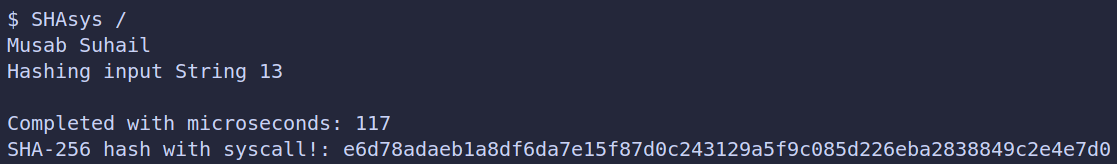 $ SHAsys /
Musab Suhail
Hashing input String 13
Completed with microseconds: 117
SHA-256 hash with syscall!: e6d78adaeb1a8df6da7e15f87d0c243129a5f9c085d226eba2838849c2e4e7d0